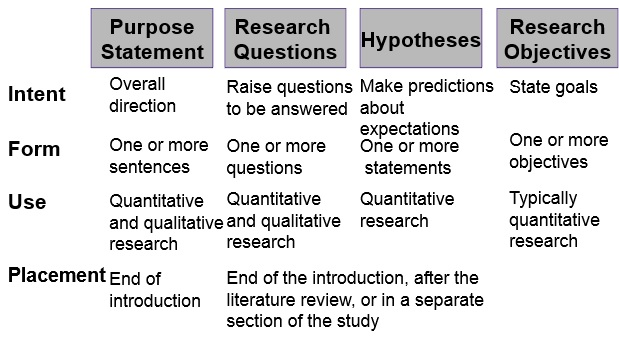 Purpose Statement
Research Questions
Hypotheses
Research Objectives
Intent
Overall direction
Raise questions to be answered
Make predictions about expectations
State goals
Form
One or more sentences
One or more questions
One or more statements
One or more objectives
Use
Quantitative and qualitative research
Quantitative and qualitative research
Quantitative research
Typically quantitative research
Placement
End of introduction
End of the introduction, after the literature review, or in a separate section of the study